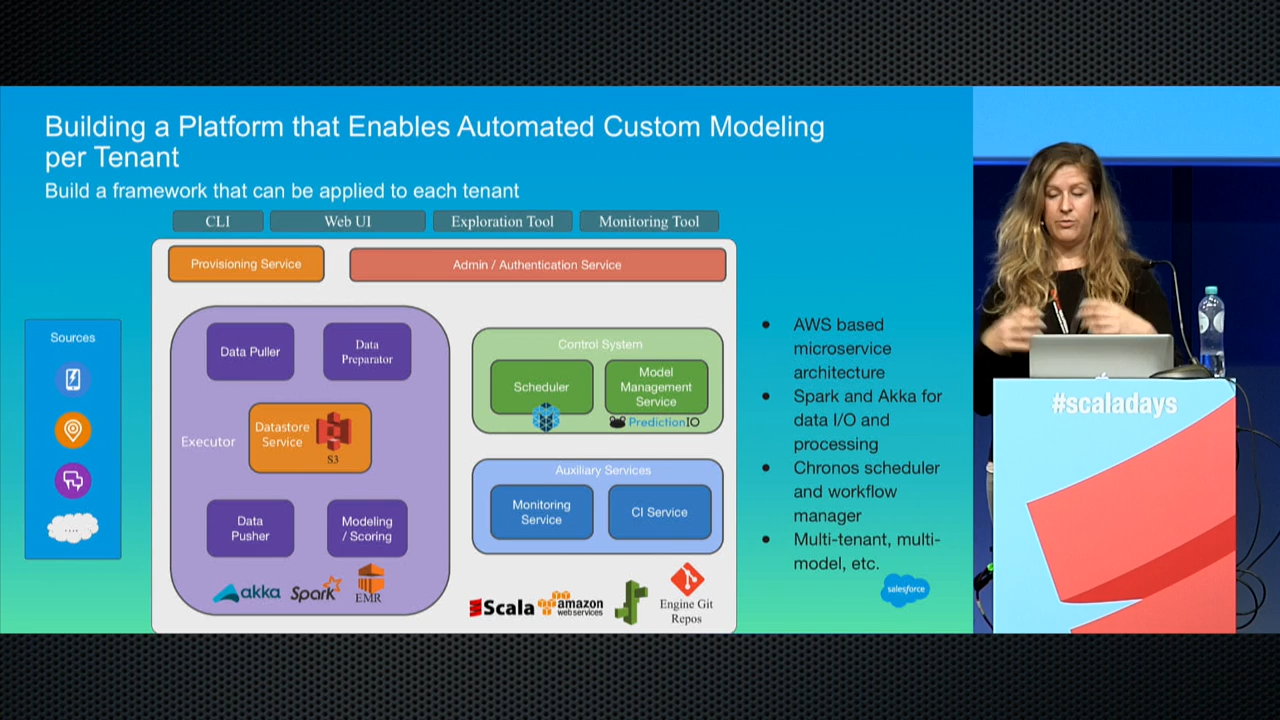 Building a Platform that Enables Automated Custom Modeling
per Tenant
Build a framework that can be applied to each tenant
CLI
Web UI
Exploration Tool
Monitoring Tool
Provisioning Service
Admin / Authentication Service
Sources
....
Data Puller
Data
Preparator
Executor
Datastore
Service
S3
Data
Pusher
Modeling
/ Scoring
akka
Spark
EMR
Control System
Scheduler
Model
Management
Service
PredictionIO
Auxiliary Services
Monitoring
Service
CI Service
Scala
amazon
web services
Engine Git
Repos
● AWS based
microservice
architecture
● Spark and Akka for
data I/O and
processing
● Chronos scheduler
and workflow
manager
● Multi-tenant, multi-
model, etc.
salesforce
#scaladays